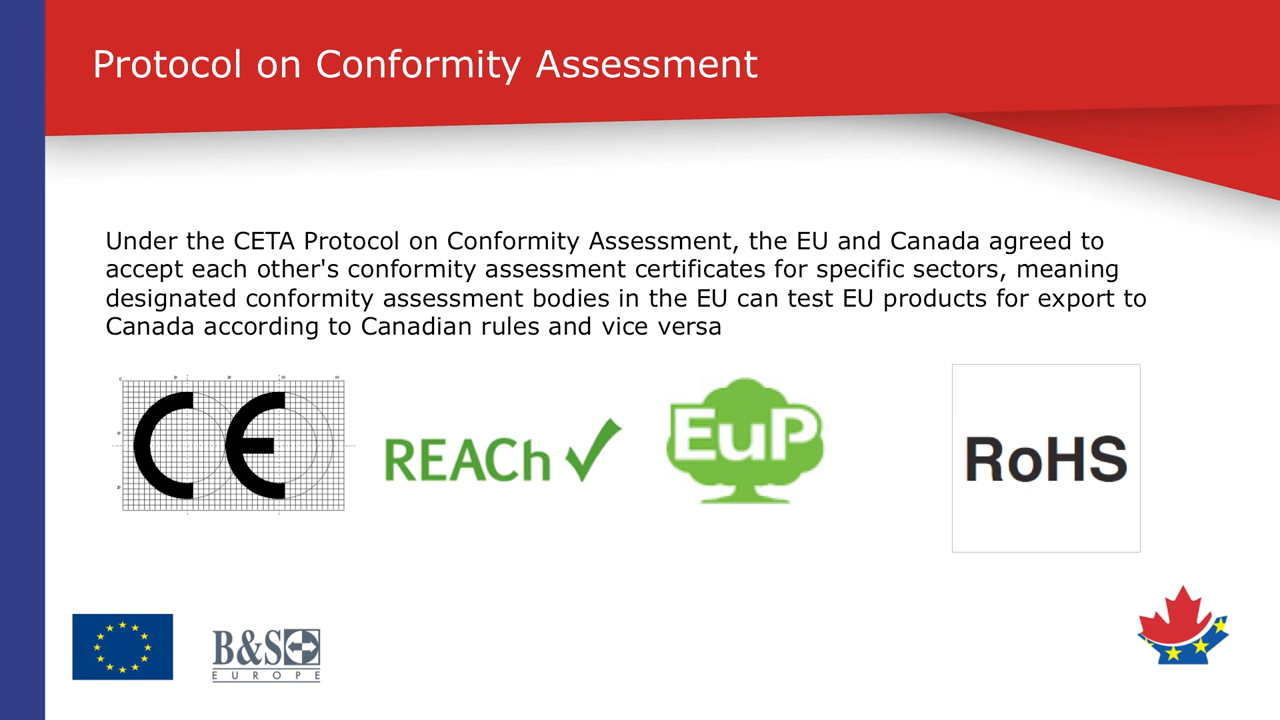 Protocol on Conformity Assessment
Under the CETA Protocol on Conformity Assessment, the EU and Canada agreed to
accept each other's conformity assessment certificates for specific sectors, meaning
designated conformity assessment bodies in the EU can test EU products for export to
Canada according to Canadian rules and vice versa
CE
REACh
EuP
RoHS
B&S
EUROPE